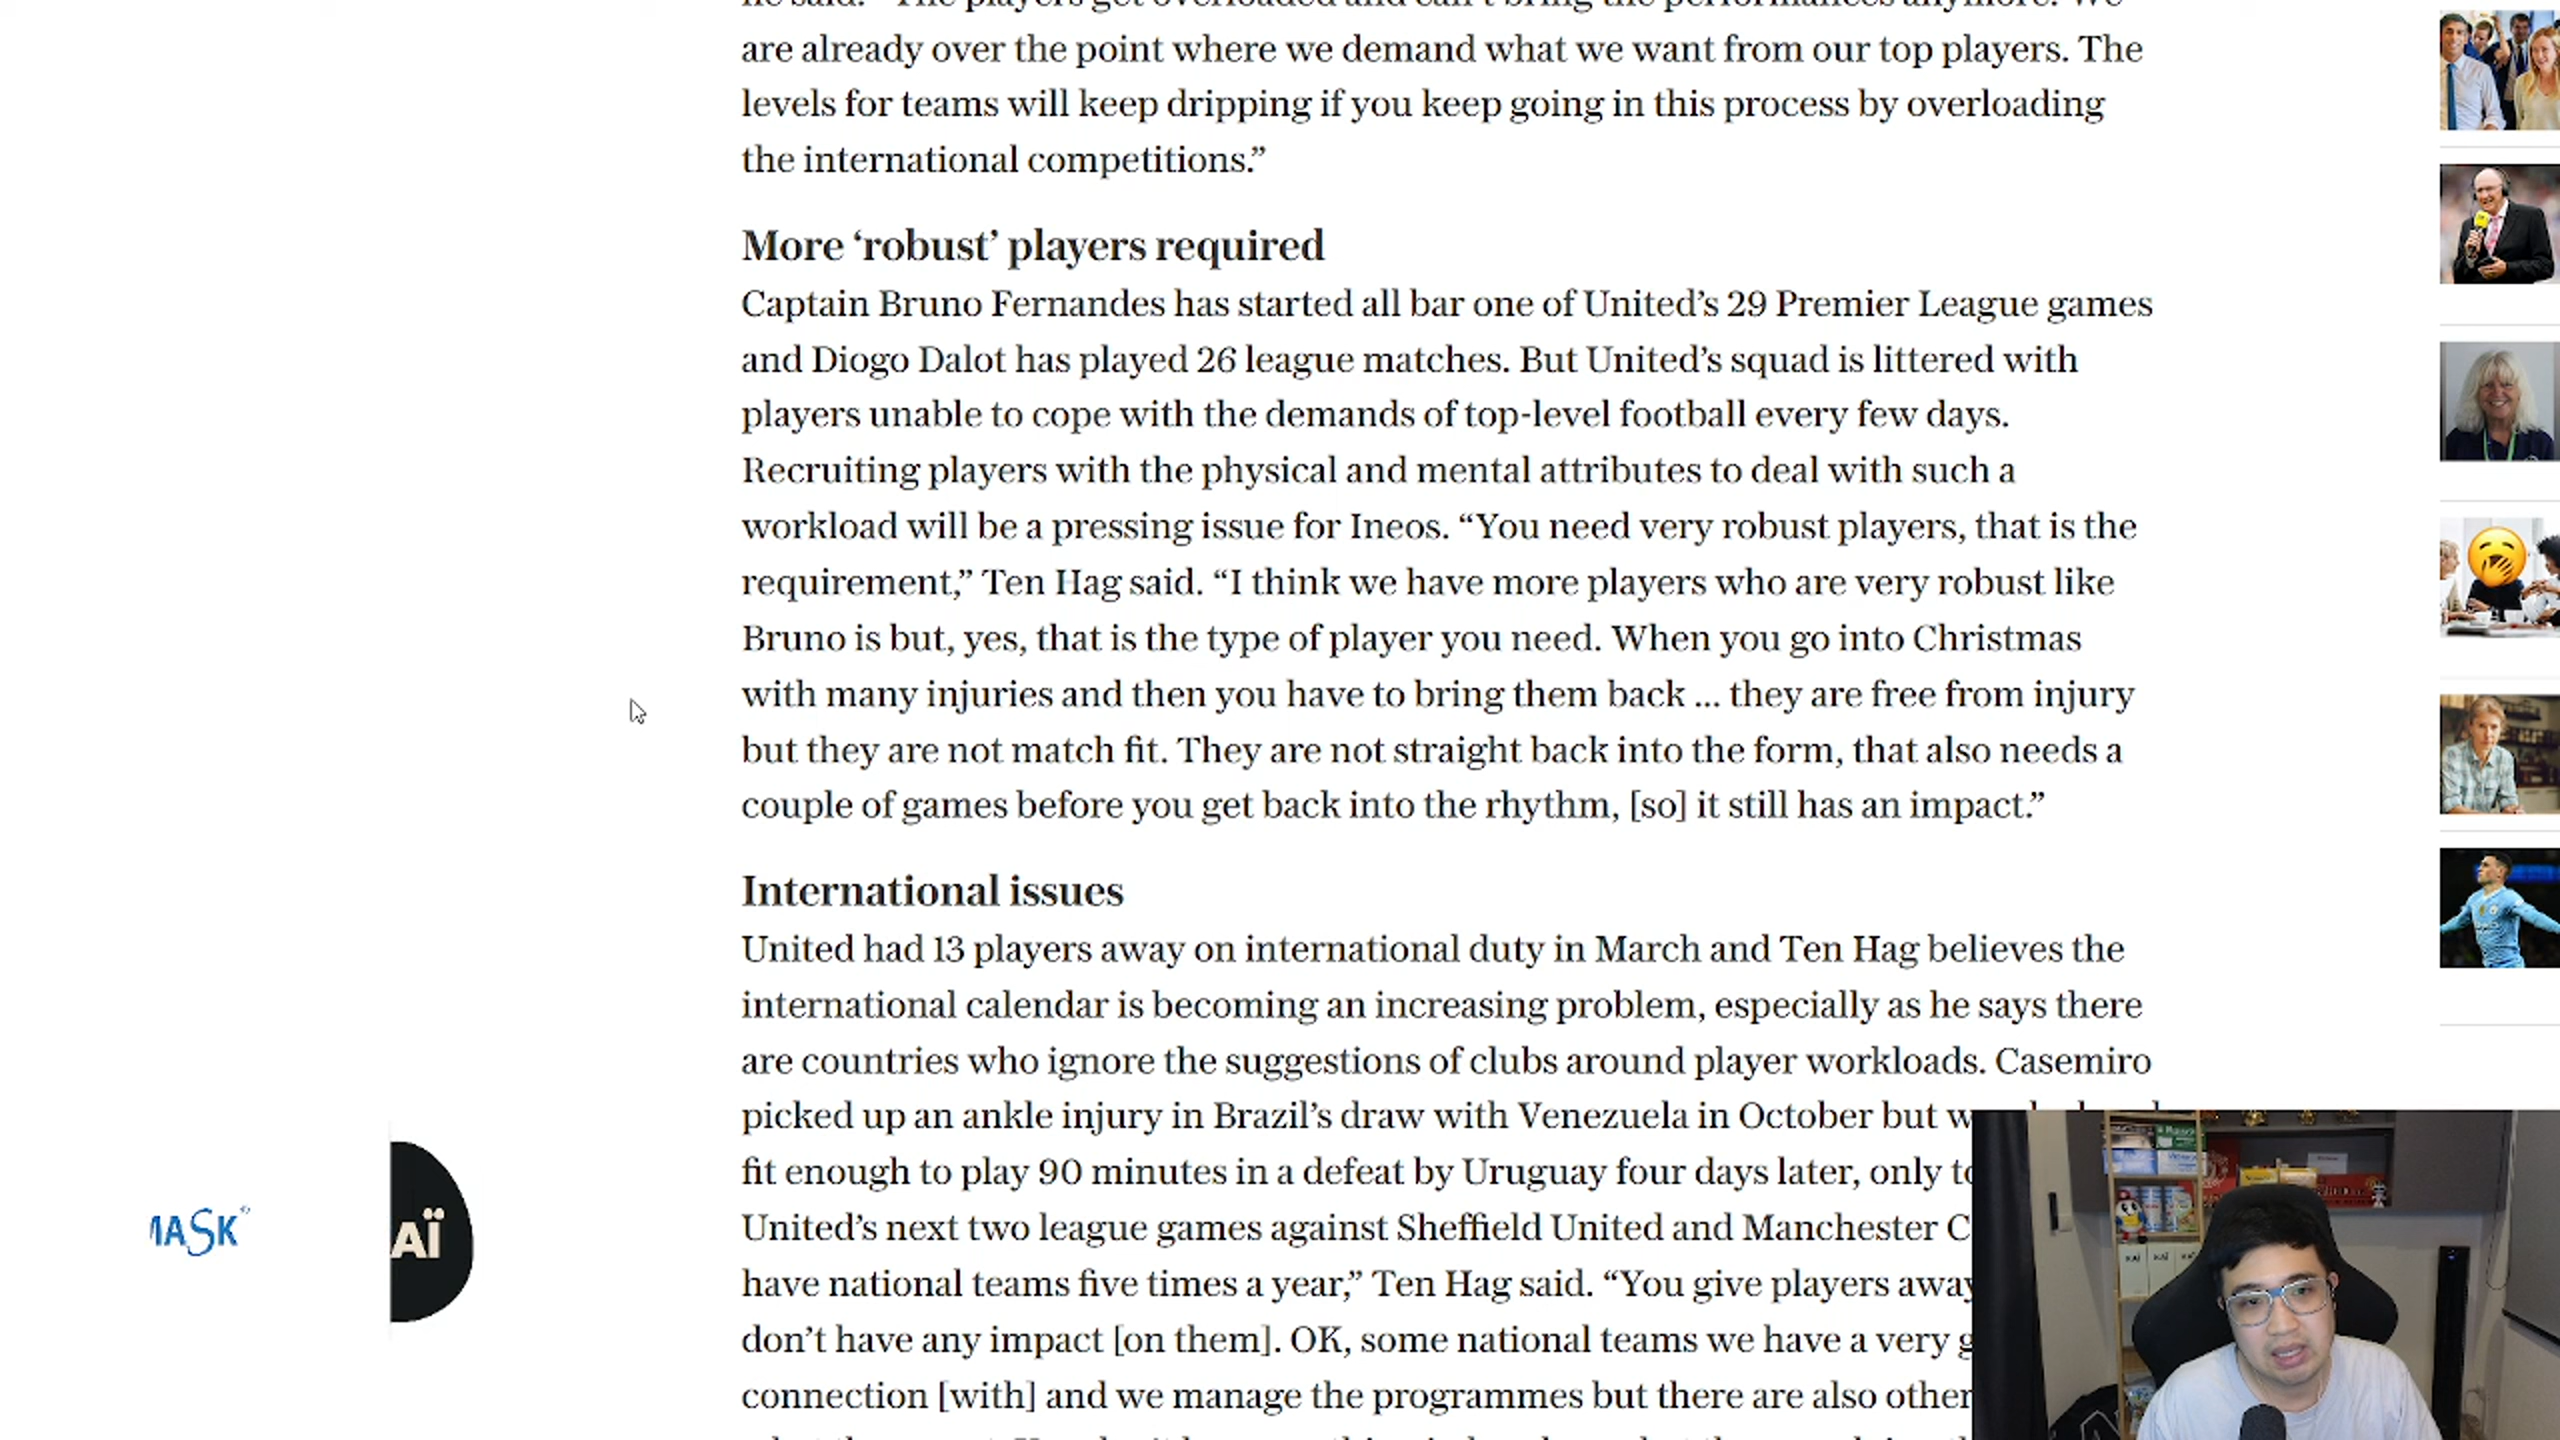 are already over the point where we demand what we want from our top players. The
levels for teams will keep dripping if you keep going in this process by overloading
the international competitions.”
More ‘robust’ players required
Captain Bruno Fernandes has started all bar one of United’s 29 Premier League games
and Diogo Dalot has played 26 league matches. But United’s squad is littered with
players unable to cope with the demands of top-level football every few days.
Recruiting players with the physical and mental attributes to deal with such a
workload will be a pressing issue for Ineos. “You need very robust players, that is the
requirement,” Ten Hag said. “I think we have more players who are very robust like
Bruno is but, yes, that is the type of player you need. When you go into Christmas
with many injuries and then you have to bring them back ... they are free from injury
but they are not match fit. They are not straight back into the form, that also needs a
couple of games before you get back into the rhythm, [so] it still has an impact.”
International issues
United had 13 players away on international duty in March and Ten Hag believes the
international calendar is becoming an increasing problem, especially as he says there
are countries who ignore the suggestions of clubs around player workloads. Casemiro
picked up an ankle injury in Brazil’s draw with Venezuela in October but
fit enough to play 90 minutes in a defeat by Uruguay four days later, only
United’s next two league games against Sheffield United and Manchester
have national teams five times a year,” Ten Hag said. “You give players away
don’t have any impact [on them]. OK, some national teams we have a very
connection [with] and we manage the programmes but there are also other
MASK
AÏ